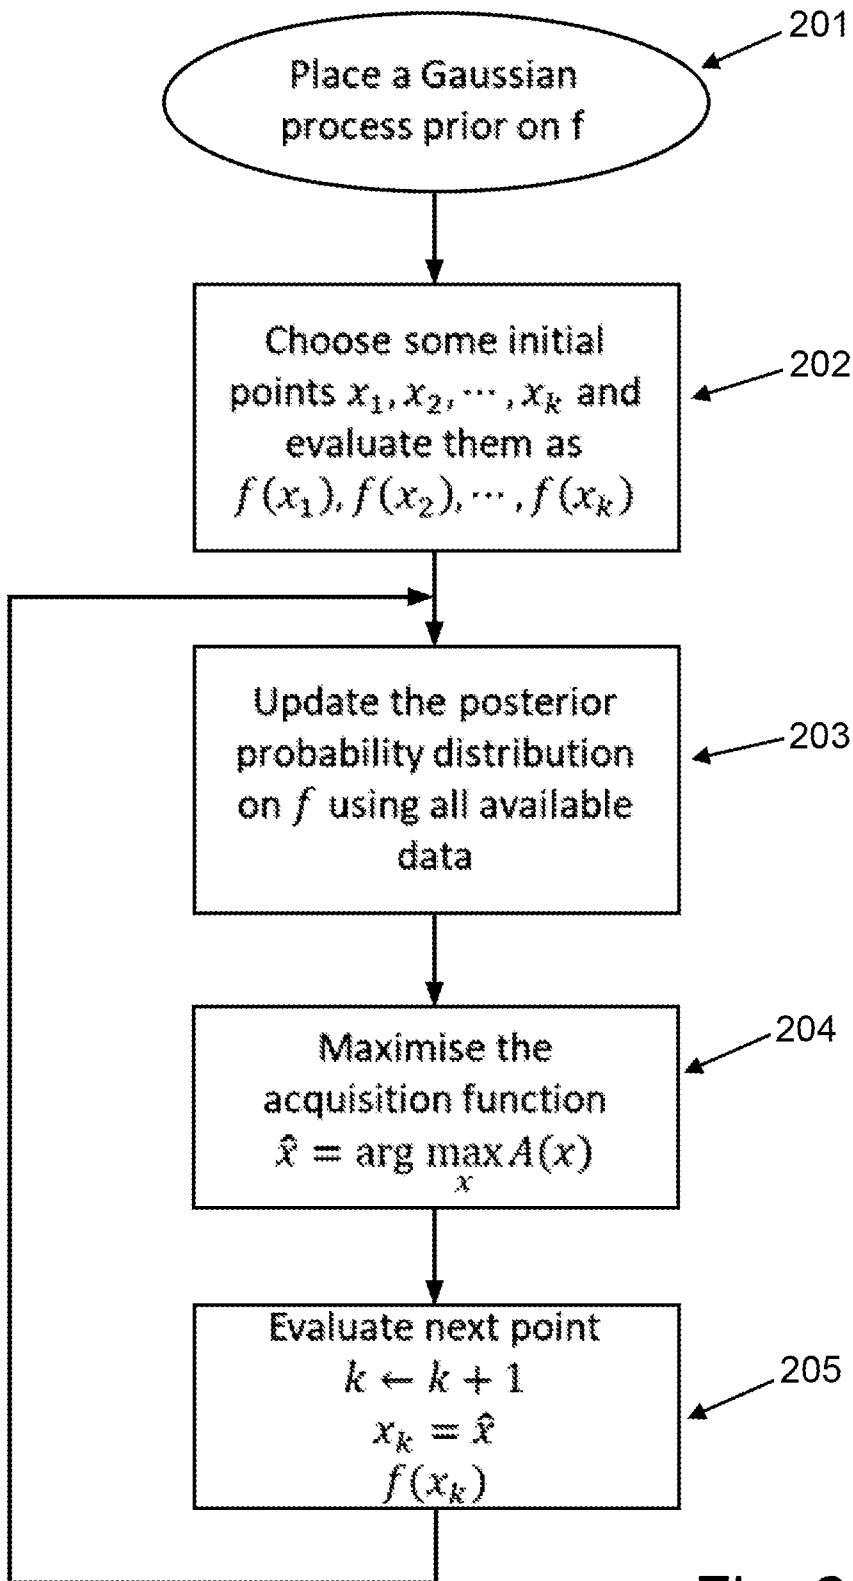 201
Place a Gaussian
process prior on f
202
Choose some initial
points x₁, x₂, ⋯ , xₖ and
evaluate them as
f(x₁), f(x₂), ⋯ , f(xₖ)
203
Update the posterior
probability distribution
on f using all available
data
204
Maximise the
acquisition function
x̂ = arg max A(x)
x
205
Evaluate next point
k ← k + 1
xₖ = x̂
f(xₖ)